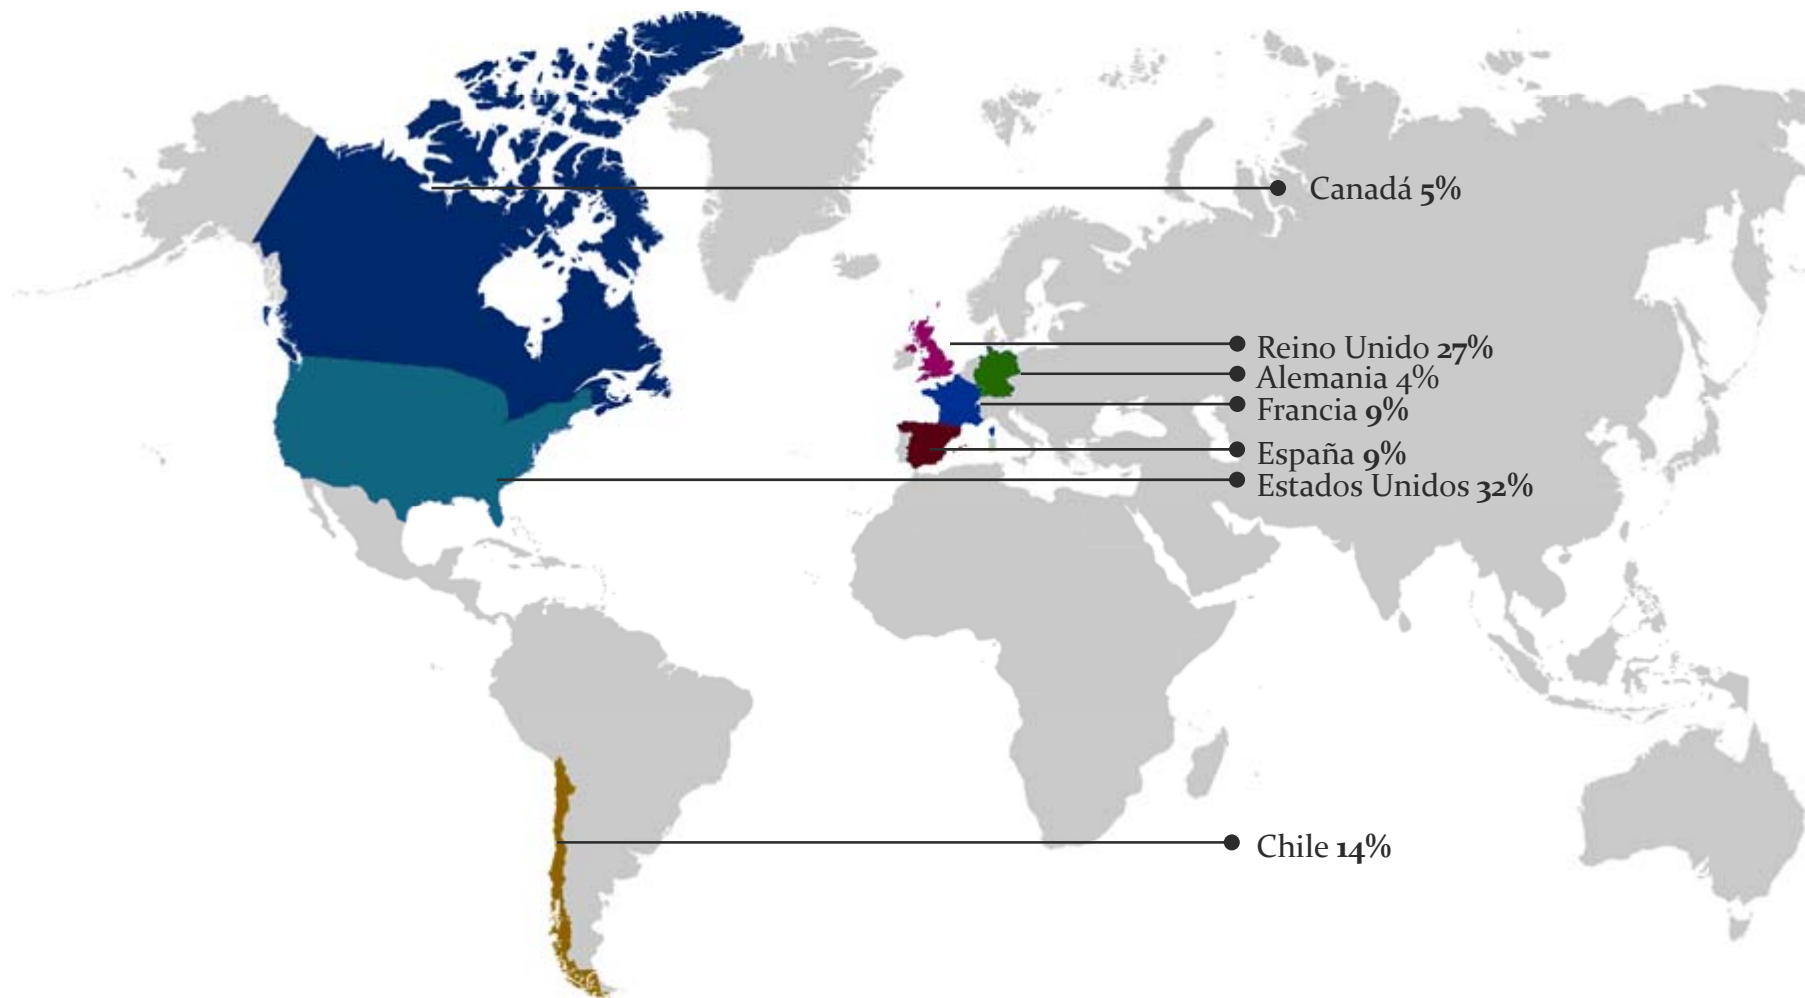 Canadá 5%
Reino Unido 27%
Alemania 4%
Francia 9%
España 9%
Estados Unidos 32%
Chile 14%